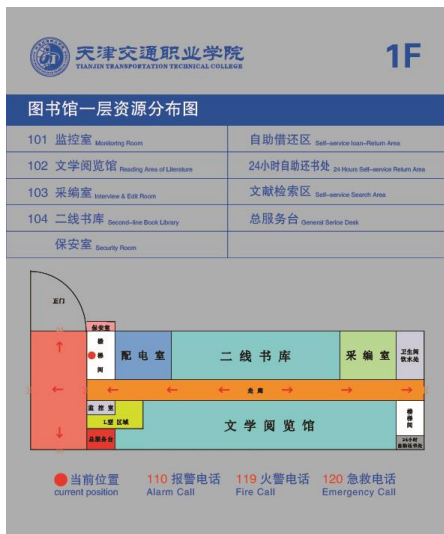 天津交通职业学院
TIANJIN TRANSPORTATION TECHNICAL COLLEGE
1F
图书馆一层资源分布图
101 监控室 Monitoring Room
自助借还区 Self-service loan-Return Area
102 文学阅览馆 Reading Area of Literature
24小时自助还书处 24 Hours Self-service Return Area
103 采编室 Interview & Edit Room
文献检索区 Self-service Search Area
104 二线书库 Second-line Book Library
总服务台 General Serice Desk
保安室 Security Room
正门
保安室
楼梯间
配电室
二线书库
采编室
卫生间
饮水处
走廊
监控室
L型区域
总服务台
文学阅览馆
楼梯间
24小时
自助还书处
当前位置
current position
110 报警电话
Alarm Call
119 火警电话
Fire Call
120 急救电话
Emergency Call